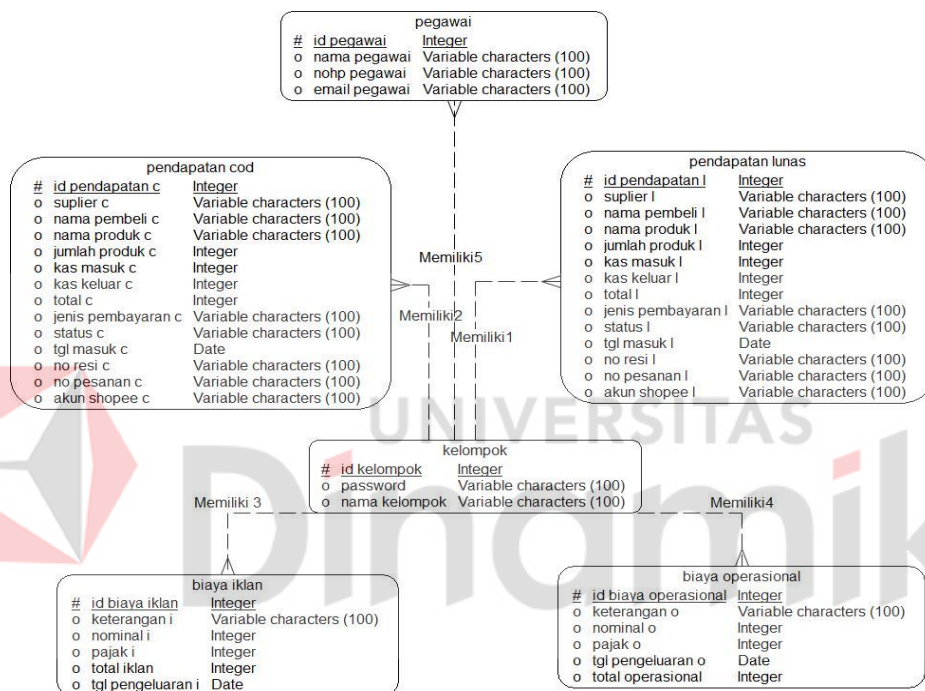 pegawai
# id pegawai Integer
o nama pegawai Variable characters (100)
o nohp pegawai Variable characters (100)
o email pegawai Variable characters (100)
pendapatan cod
# id pendapatan c Integer
o suplier c Variable characters (100)
o nama pembeli c Variable characters (100)
o nama produk c Variable characters (100)
o jumlah produk c Integer
o kas masuk c Integer
o kas keluar c Integer
o total c Integer
o jenis pembayaran c Variable characters (100)
o status c Variable characters (100)
o tgl masuk c Date
o no resi c Variable characters (100)
o no pesanan c Variable characters (100)
o akun shopee c Variable characters (100)
pendapatan lunas
# id pendapatan l Integer
o suplier l Variable characters (100)
o nama pembeli l Variable characters (100)
o nama produk l Variable characters (100)
o jumlah produk l Integer
o kas masuk l Integer
o kas keluar l Integer
o total l Integer
o jenis pembayaran l Variable characters (100)
o status l Variable characters (100)
o tgl masuk l Date
o no resi l Variable characters (100)
o no pesanan l Variable characters (100)
o akun shopee l Variable characters (100)
Memiliki5
Memiliki2
Memiliki1
UNIVERSITAS
Dinamik
kelompok
# id kelompok Integer
o password Variable characters (100)
o nama kelompok Variable characters (100)
Memiliki 3
Memiliki4
biaya iklan
# id biaya iklan Integer
o keterangan i Variable characters (100)
o nominal i Integer
o pajak i Integer
o total iklan Integer
o tgl pengeluaran i Date
biaya operasional
# id biaya operasional Integer
o keterangan o Variable characters (100)
o nominal o Integer
o pajak o Integer
o tgl pengeluaran o Date
o total operasional Integer